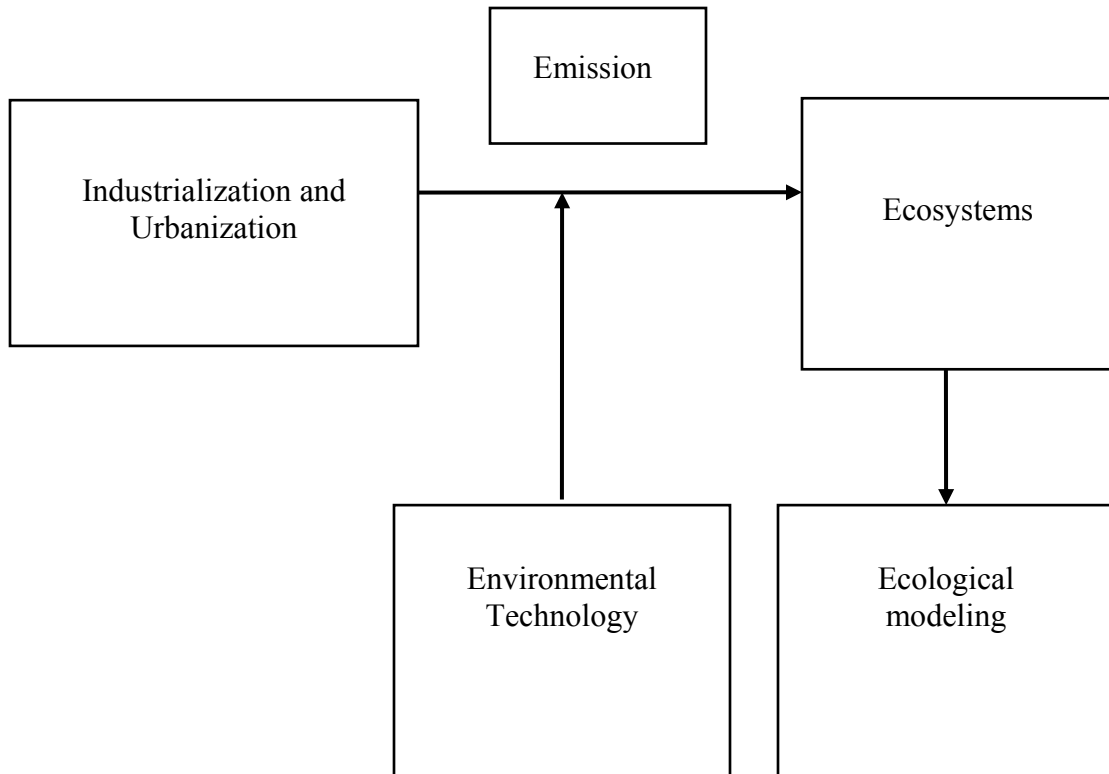 Emission
Industrialization and
Urbanization
Ecosystems
Environmental
Technology
Ecological
modeling